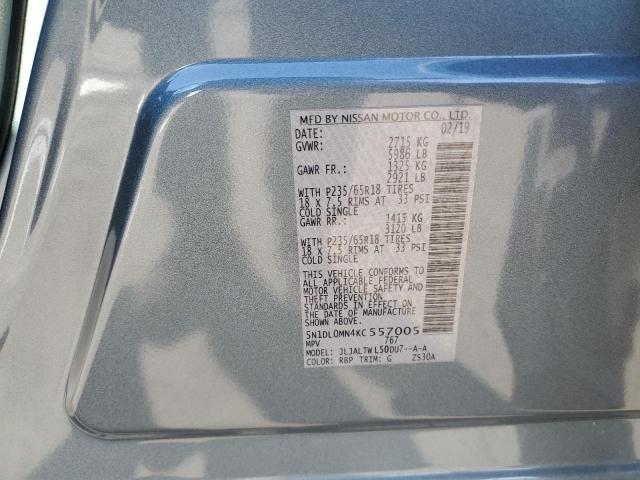 MFD BY NISSAN MOTOR CO., LTD.
DATE: 02/19
GVWR: 2715 KG
5986 LB
GAWR FR.: 1325 KG
2921 LB
WITH P235/65R18 TIRES
18 X 7.5 RIMS AT 33 PSI
COLD SINGLE
GAWR RR.: 1415 KG
3120 LB
WITH P235/65R18 TIRES
18 X 7.5 RIMS AT 33 PSI
COLD SINGLE
THIS VEHICLE CONFORMS TO
ALL APPLICABLE FEDERAL
MOTOR VEHICLE SAFETY AND
THEFT PREVENTION
STANDARDS IN EFFECT ON
THE DATE OF MANUFACTURE
SHOWN ABOVE.
5N1DL0MN4KC557005
MPV 767
MODEL: JLJALTWL50DU7--A-A
COLOR: RBP TRIM: G ZS30A